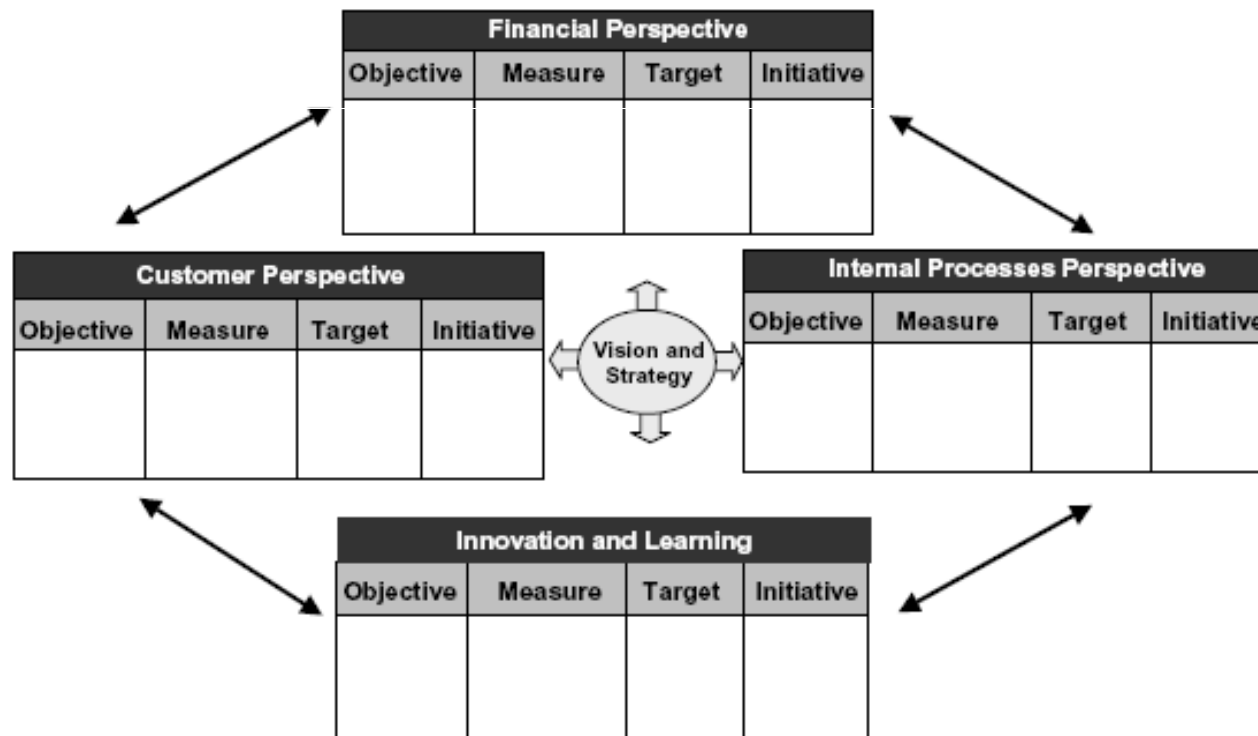 Financial Perspective
Objective Measure Target Initiative
Customer Perspective
Objective Measure Target Initiative
Vision and
Strategy
Internal Processes Perspective
Objective Measure Target Initiative
Innovation and Learning
Objective Measure Target Initiative